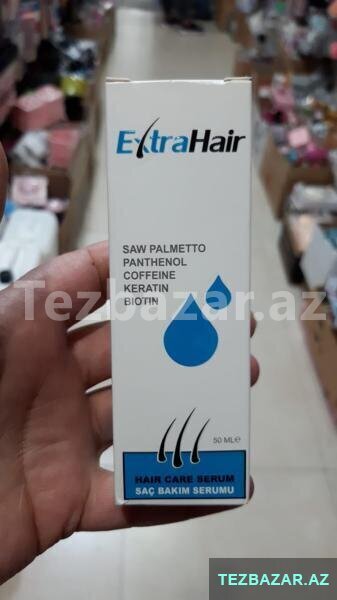 ExtraHair
SAW PALMETTO
PANTHENOL
COFFEINE
KERATIN
BIOTIN
Tezbazar.az
50 ML℮
HAIR CARE SERUM
SAÇ BAKIM SERUMU
TEZBAZAR.AZ